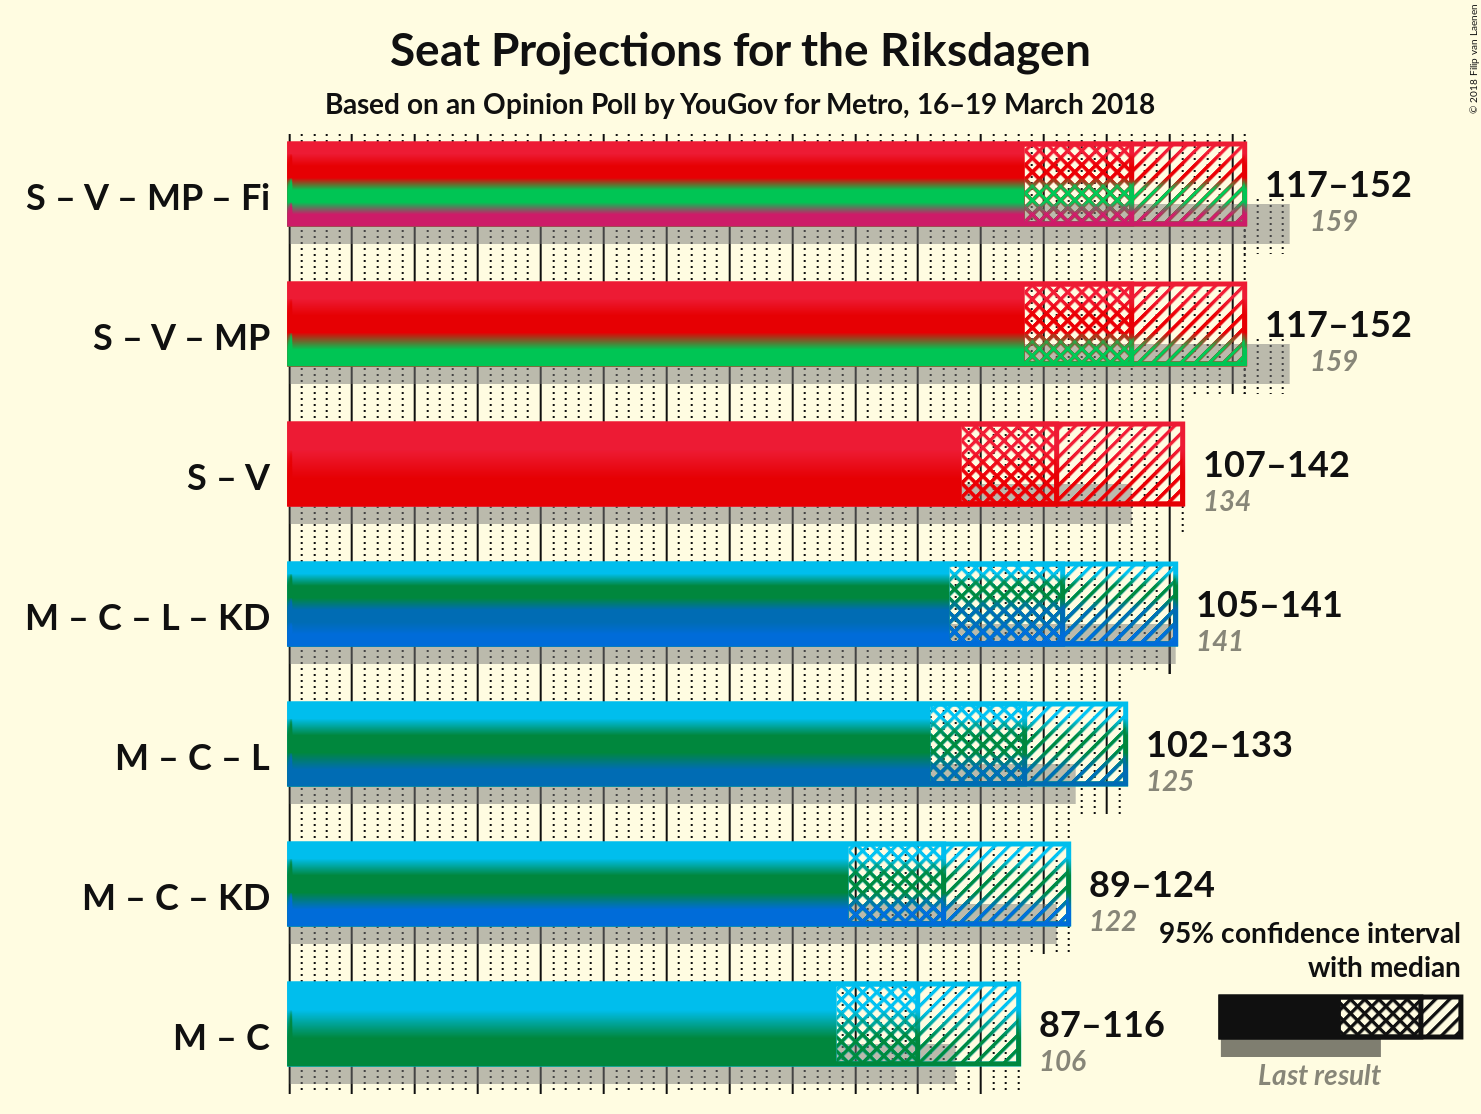 Seat Projections for the Riksdagen
Based on an Opinion Poll by YouGov for Metro, 16–19 March 2018
© 2018 Filip van Laenen
S – V – MP – Fi
117–152
159
S – V – MP
117–152
159
S – V
107–142
134
M – C – L – KD
105–141
141
M – C – L
102–133
125
M – C – KD
89–124
122
M – C
87–116
106
95% confidence interval
with median
Last result